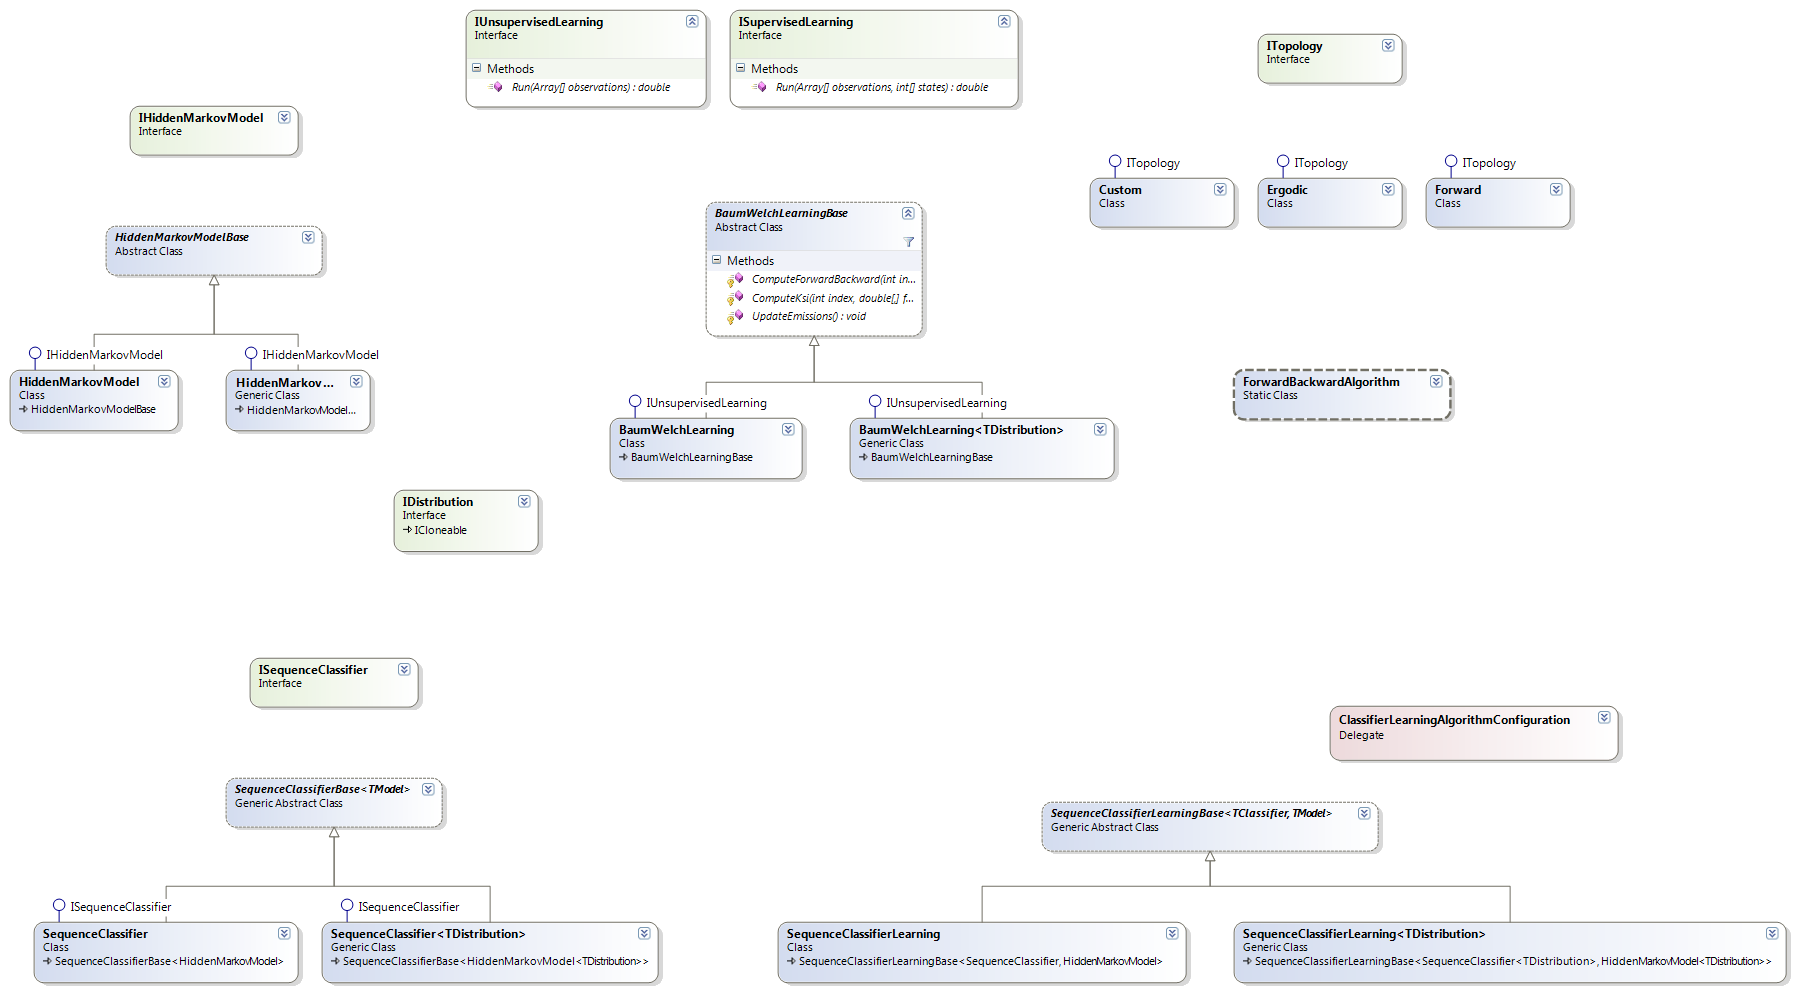 IUnsupervisedLearning
Interface
Methods
Run(Array[] observations) : double
ISupervisedLearning
Interface
Methods
Run(Array[] observations, int[] states) : double
ITopology
Interface
IHiddenMarkovModel
Interface
ITopology
Custom
Class
ITopology
Ergodic
Class
ITopology
Forward
Class
HiddenMarkovModelBase
Abstract Class
BaumWelchLearningBase
Abstract Class
Methods
ComputeForwardBackward(int in...
ComputeKsi(int index, double[,] f...
UpdateEmissions() : void
IHiddenMarkovModel
HiddenMarkovModel
Class
HiddenMarkovModelBase
IHiddenMarkovModel
HiddenMarkov ...
Generic Class
HiddenMarkovModel...
IUnsupervisedLearning
BaumWelchLearning
Class
BaumWelchLearningBase
IUnsupervisedLearning
BaumWelchLearning<TDistribution>
Generic Class
BaumWelchLearningBase
ForwardBackwardAlgorithm
Static Class
IDistribution
Interface
ICloneable
ISequenceClassifier
Interface
ClassifierLearningAlgorithmConfiguration
Delegate
SequenceClassifierBase<TModel>
Generic Abstract Class
SequenceClassifierLearningBase<TClassifier, TModel>
Generic Abstract Class
ISequenceClassifier
SequenceClassifier
Class
SequenceClassifierBase<HiddenMarkovModel>
ISequenceClassifier
SequenceClassifier<TDistribution>
Generic Class
SequenceClassifierBase<HiddenMarkovModel<TDistribution>>
SequenceClassifierLearning
Class
SequenceClassifierLearningBase<SequenceClassifier, HiddenMarkovModel>
SequenceClassifierLearning<TDistribution>
Generic Class
SequenceClassifierLearningBase<SequenceClassifier<TDistribution>, HiddenMarkovModel<TDistribution>>